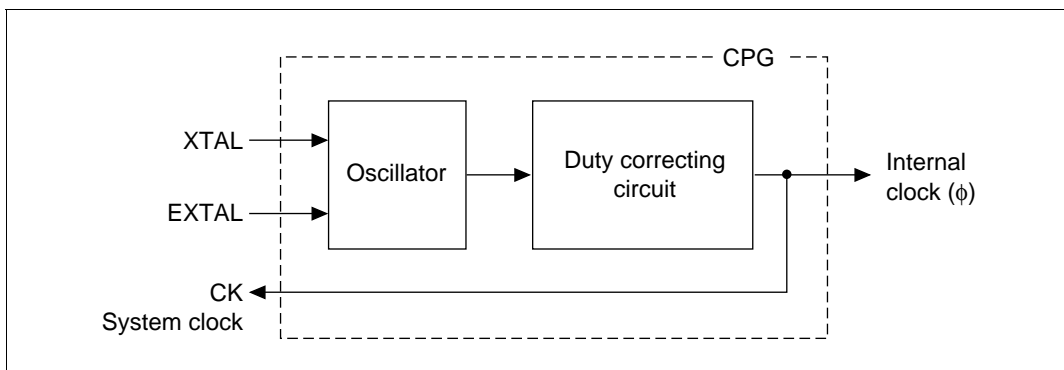 CPG
XTAL
EXTAL
Oscillator
Duty correcting
circuit
Internal
clock (ϕ)
CK
System clock